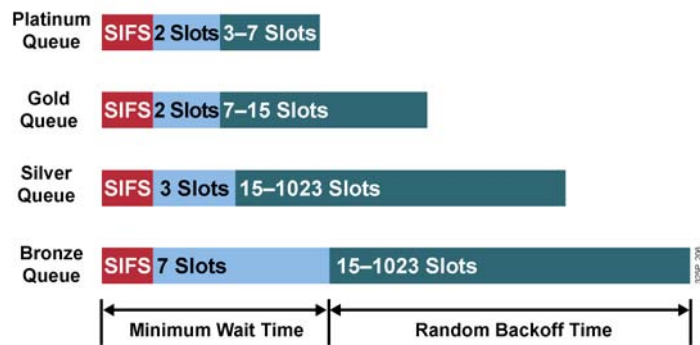 Platinum
Queue
SIFS 2 Slots 3–7 Slots
Gold
Queue
SIFS 2 Slots 7–15 Slots
Silver
Queue
SIFS 3 Slots 15–1023 Slots
Bronze
Queue
SIFS 7 Slots 15–1023 Slots
Minimum Wait Time
Random Backoff Time